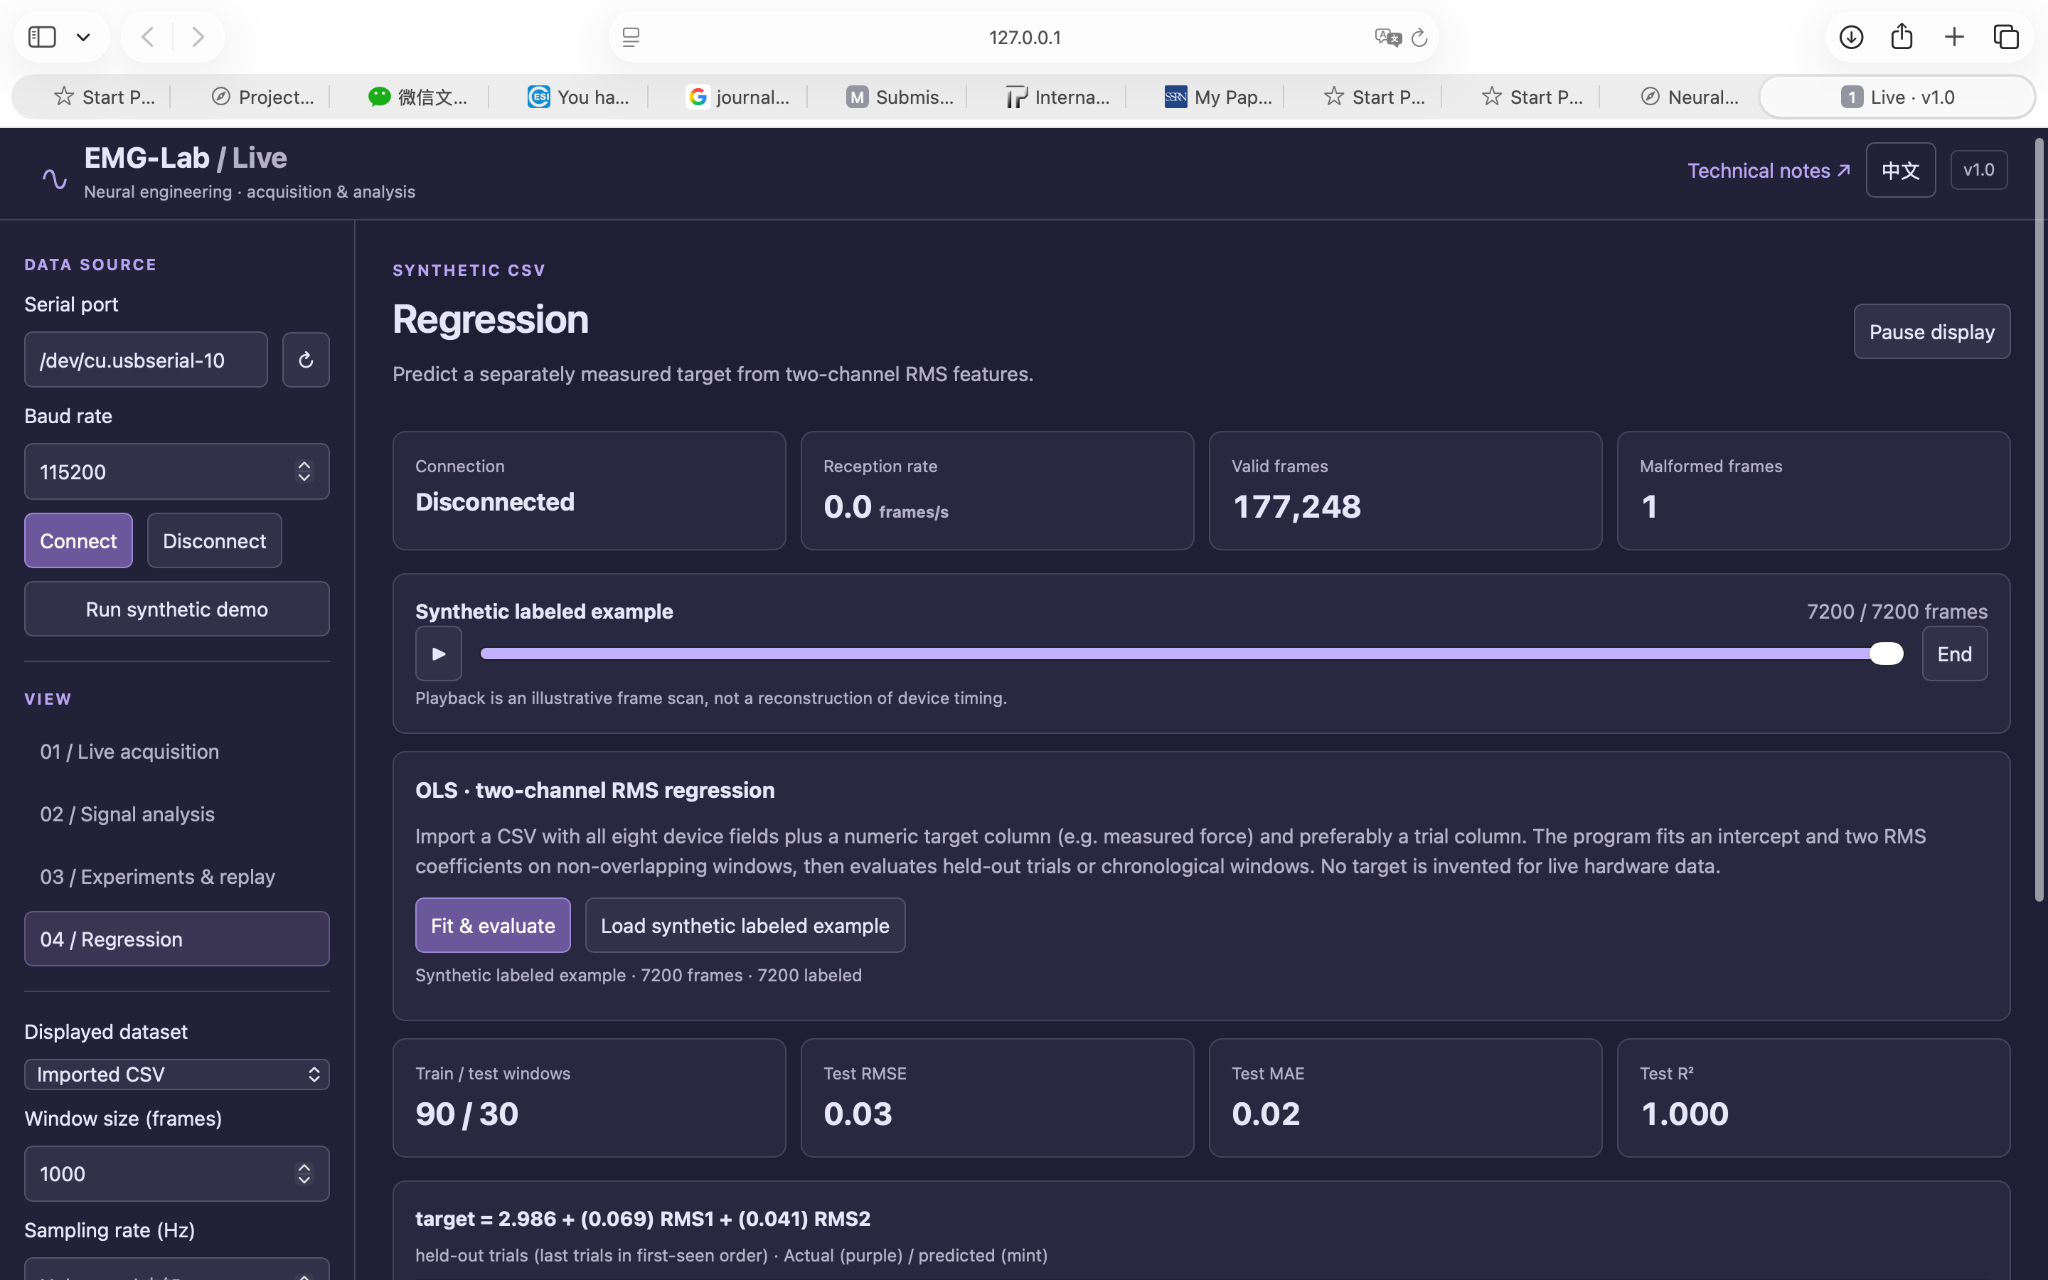 127.0.0.1
Start P...
Project...
微信文...
You ha...
journal...
M Submis...
Interna...
SSRN My Pap...
Start P...
Start P...
Neural...
1 Live · v1.0
EMG-Lab / Live
Neural engineering · acquisition & analysis
Technical notes ↗
中文
v1.0
DATA SOURCE
Serial port
/dev/cu.usbserial-10
Baud rate
115200
Connect
Disconnect
Run synthetic demo
VIEW
01 / Live acquisition
02 / Signal analysis
03 / Experiments & replay
04 / Regression
Displayed dataset
Imported CSV
Window size (frames)
1000
Sampling rate (Hz)
SYNTHETIC CSV
Regression
Pause display
Predict a separately measured target from two-channel RMS features.
Connection
Disconnected
Reception rate
0.0 frames/s
Valid frames
177,248
Malformed frames
1
Synthetic labeled example
7200 / 7200 frames
End
Playback is an illustrative frame scan, not a reconstruction of device timing.
OLS · two-channel RMS regression
Import a CSV with all eight device fields plus a numeric target column (e.g. measured force) and preferably a trial column. The program fits an intercept and two RMS
coefficients on non-overlapping windows, then evaluates held-out trials or chronological windows. No target is invented for live hardware data.
Fit & evaluate
Load synthetic labeled example
Synthetic labeled example · 7200 frames · 7200 labeled
Train / test windows
90 / 30
Test RMSE
0.03
Test MAE
0.02
Test R²
1.000
target = 2.986 + (0.069) RMS1 + (0.041) RMS2
held-out trials (last trials in first-seen order) · Actual (purple) / predicted (mint)